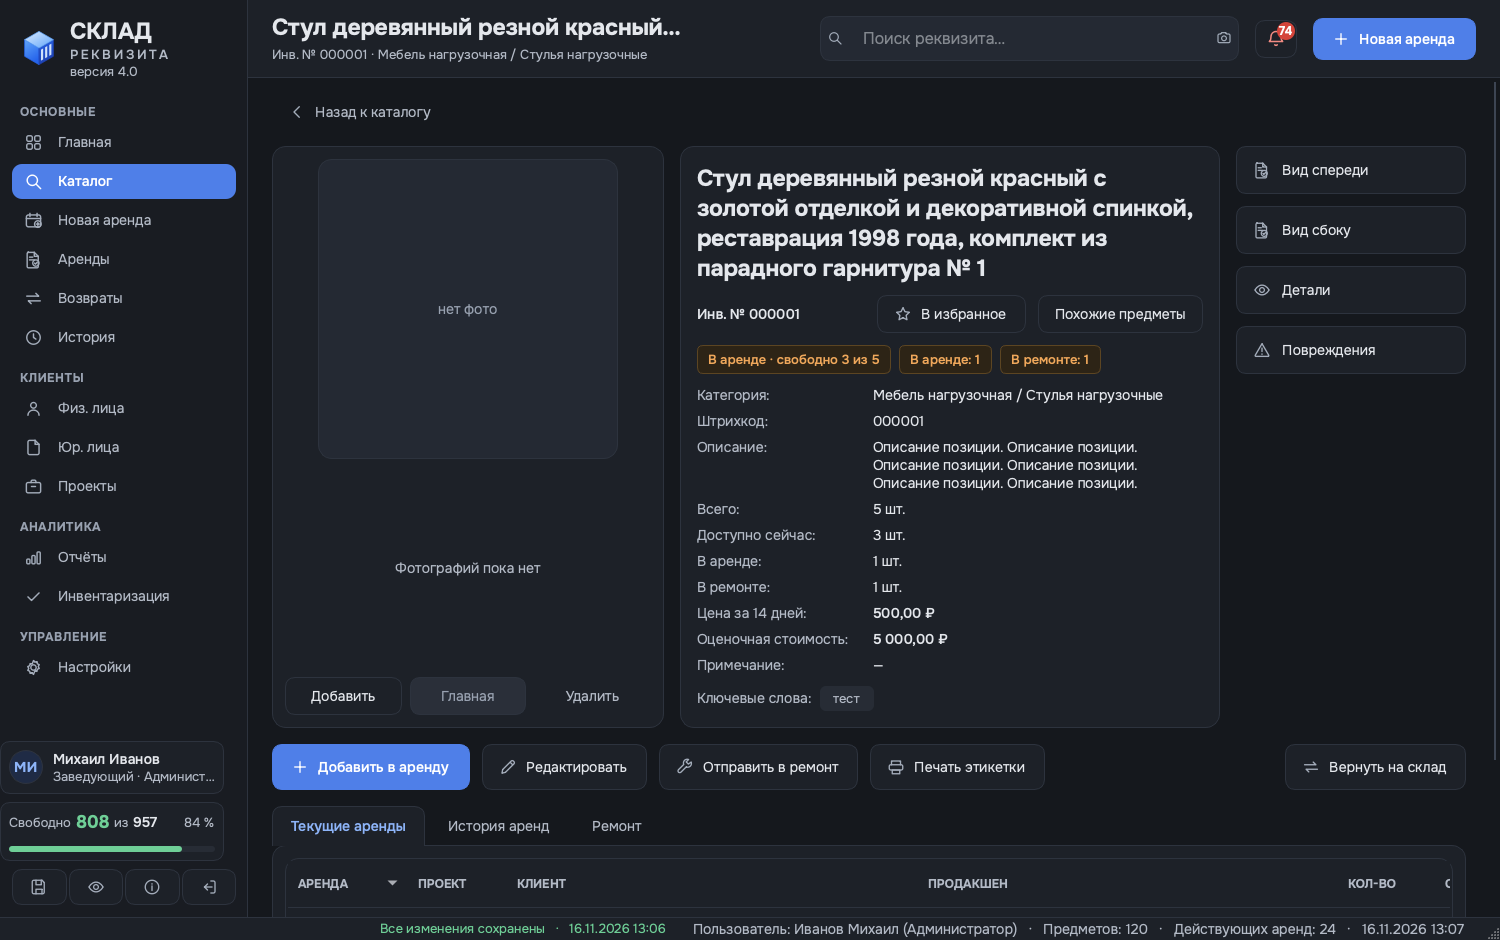 СКЛАД
РЕКВИЗИТА
версия 4.0
ОСНОВНЫЕ
Главная
Каталог
Новая аренда
Аренды
Возвраты
История
КЛИЕНТЫ
Физ. лица
Юр. лица
Проекты
АНАЛИТИКА
Отчёты
Инвентаризация
УПРАВЛЕНИЕ
Настройки
МИ
Михаил Иванов
Заведующий · Админист...
Свободно 808 из 957 84 %
Стул деревянный резной красный...
Инв. № 000001 · Мебель нагрузочная / Стулья нагрузочные
Поиск реквизита...
74
Новая аренда
Назад к каталогу
нет фото
Фотографий пока нет
Добавить Главная Удалить
Стул деревянный резной красный с
золотой отделкой и декоративной спинкой,
реставрация 1998 года, комплект из
парадного гарнитура № 1
Инв. № 000001 В избранное Похожие предметы
В аренде · свободно 3 из 5 В аренде: 1 В ремонте: 1
Категория: Мебель нагрузочная / Стулья нагрузочные
Штрихкод: 000001
Описание: Описание позиции. Описание позиции.
Описание позиции. Описание позиции.
Описание позиции. Описание позиции.
Всего: 5 шт.
Доступно сейчас: 3 шт.
В аренде: 1 шт.
В ремонте: 1 шт.
Цена за 14 дней: 500,00 ₽
Оценочная стоимость: 5 000,00 ₽
Примечание: —
Ключевые слова: тест
Вид спереди
Вид сбоку
Детали
Повреждения
Добавить в аренду Редактировать Отправить в ремонт Печать этикетки Вернуть на склад
Текущие аренды История аренд Ремонт
АРЕНДА ПРОЕКТ КЛИЕНТ ПРОДАКШЕН КОЛ-ВО
Все изменения сохранены · 16.11.2026 13:06 Пользователь: Иванов Михаил (Администратор) · Предметов: 120 · Действующих аренд: 24 · 16.11.2026 13:07